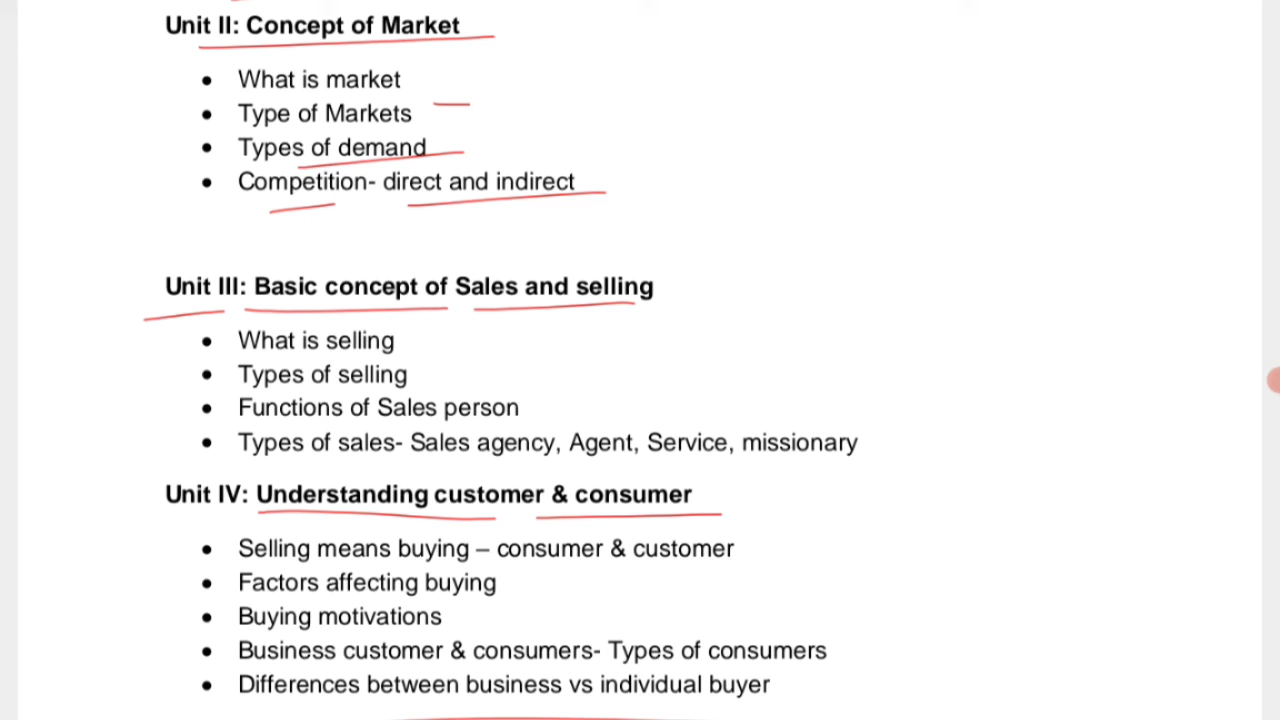 Unit II: Concept of Market
• What is market
• Type of Markets
• Types of demand
• Competition- direct and indirect
Unit III: Basic concept of Sales and selling
• What is selling
• Types of selling
• Functions of Sales person
• Types of sales- Sales agency, Agent, Service, missionary
Unit IV: Understanding customer & consumer
• Selling means buying – consumer & customer
• Factors affecting buying
• Buying motivations
• Business customer & consumers- Types of consumers
• Differences between business vs individual buyer